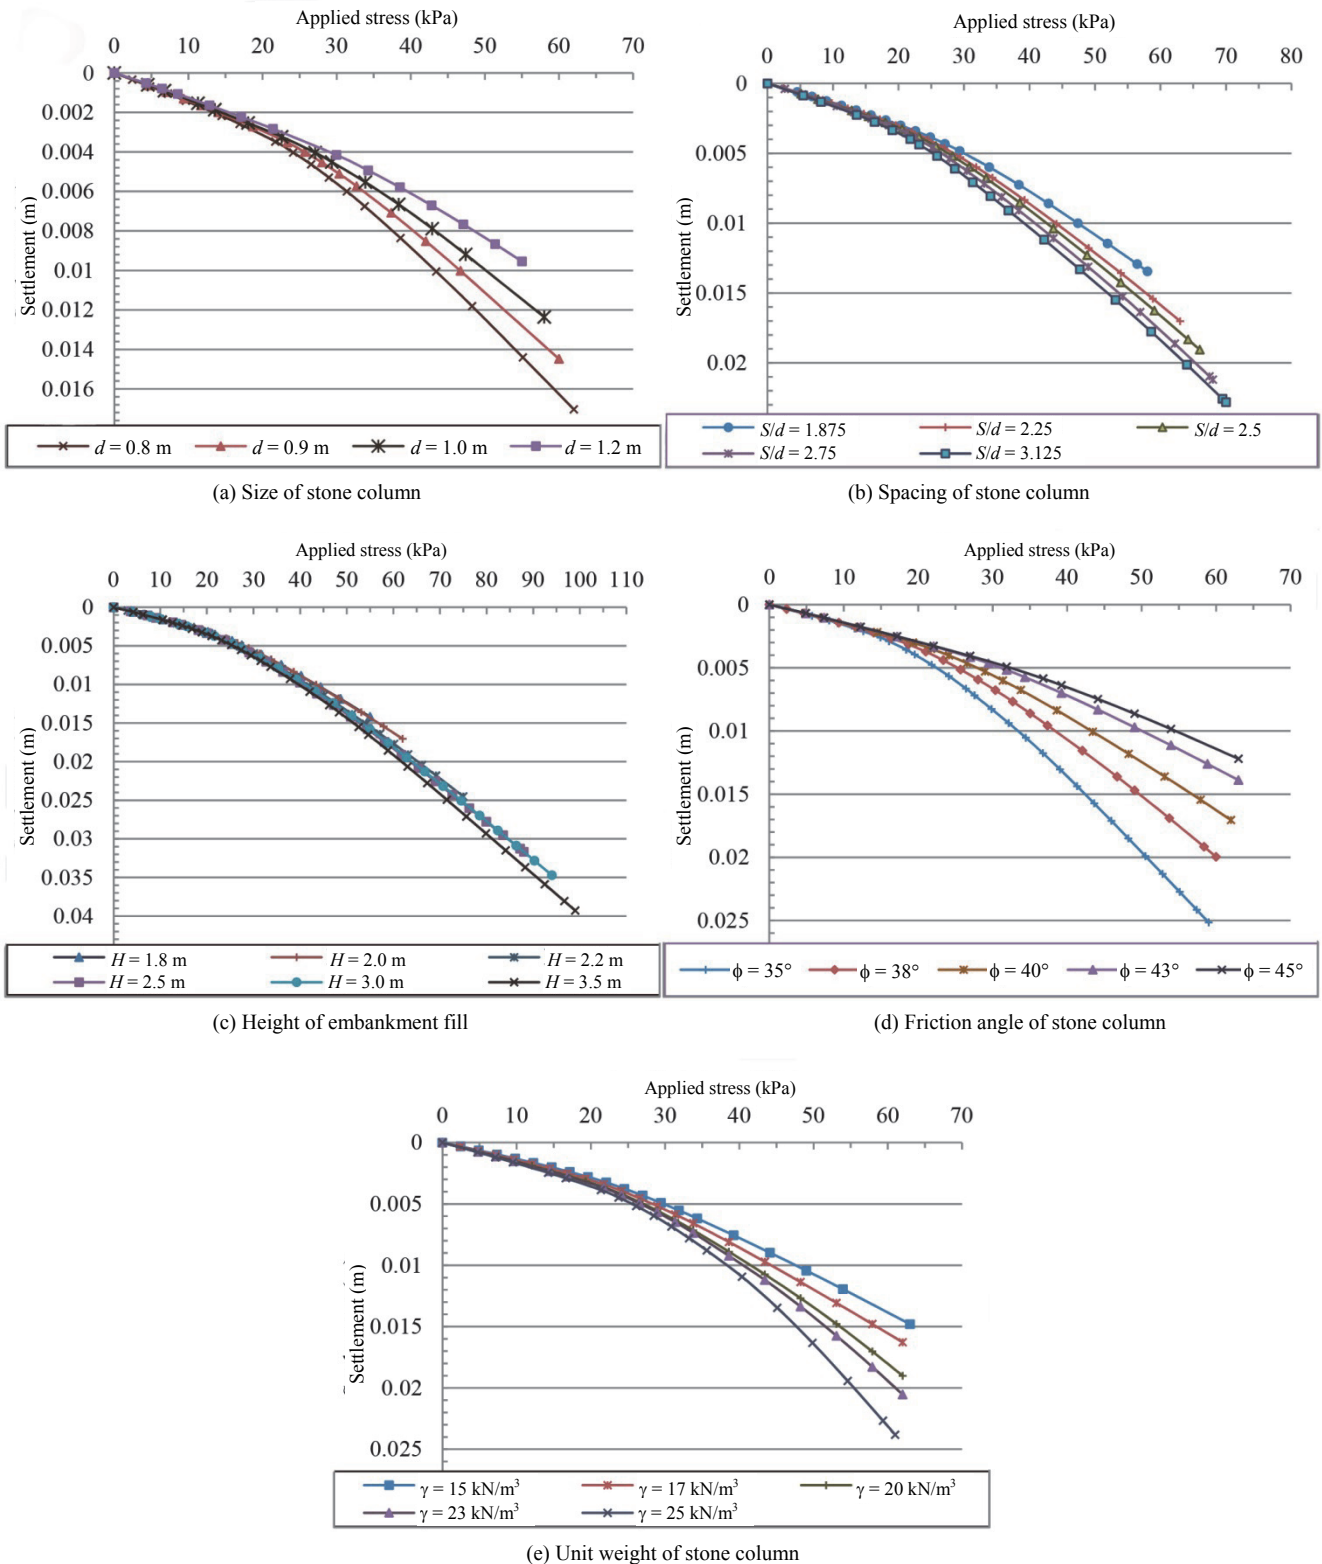 Applied stress (kPa)
0 10 20 30 40 50 60 70
0
0.002
0.004
0.006
0.008
0.01
0.012
0.014
0.016
Settlement (m)
d = 0.8 m d = 0.9 m d = 1.0 m d = 1.2 m
(a) Size of stone column
Applied stress (kPa)
0 10 20 30 40 50 60 70 80
0
0.005
0.01
0.015
0.02
Settlement (m)
S/d = 1.875 S/d = 2.25 S/d = 2.5
S/d = 2.75 S/d = 3.125
(b) Spacing of stone column
Applied stress (kPa)
0 10 20 30 40 50 60 70 80 90 100 110
0
0.005
0.01
0.015
0.02
0.025
0.03
0.035
0.04
Settlement (m)
H = 1.8 m H = 2.0 m H = 2.2 m
H = 2.5 m H = 3.0 m H = 3.5 m
(c) Height of embankment fill
Applied stress (kPa)
0 10 20 30 40 50 60 70
0
0.005
0.01
0.015
0.02
0.025
Settlement (m)
ϕ = 35° ϕ = 38° ϕ = 40° ϕ = 43° ϕ = 45°
(d) Friction angle of stone column
Applied stress (kPa)
0 10 20 30 40 50 60 70
0
0.005
0.01
0.015
0.02
0.025
Settlement (m)
γ = 15 kN/m³ γ = 17 kN/m³ γ = 20 kN/m³
γ = 23 kN/m³ γ = 25 kN/m³
(e) Unit weight of stone column